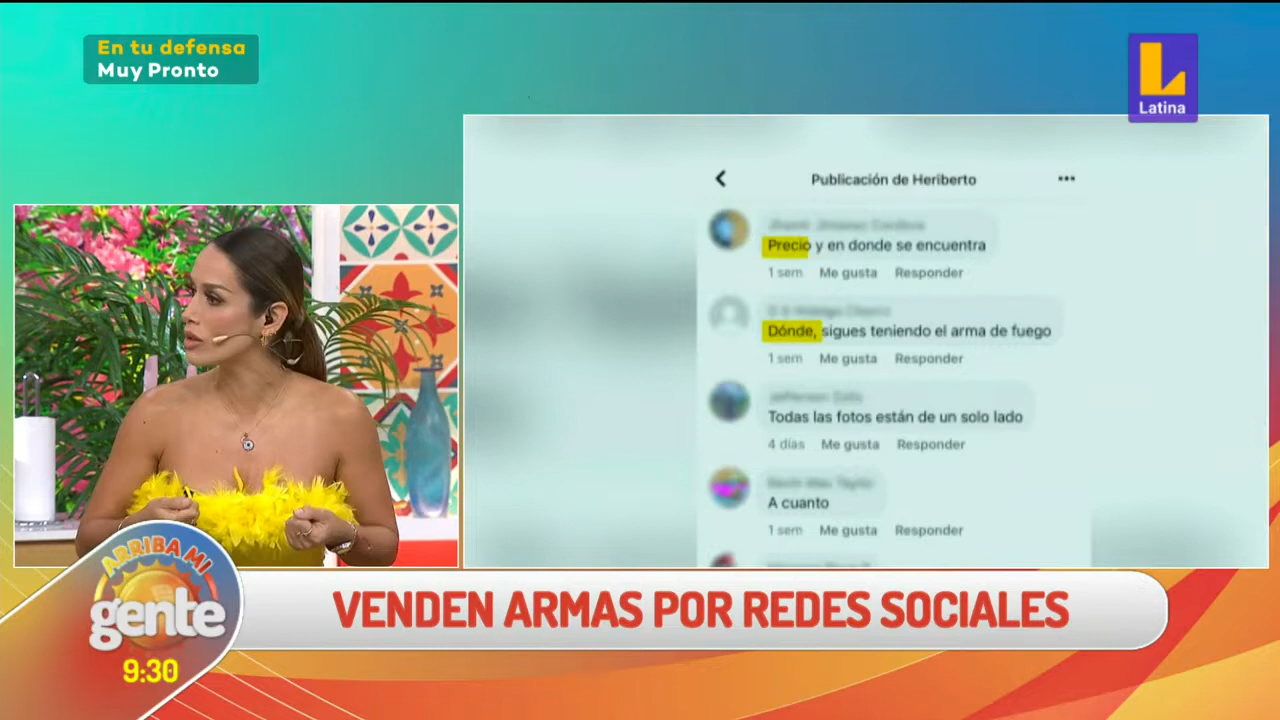 En tu defensa
Muy Pronto
Latina
Publicación de Heriberto
Precio y en donde se encuentra
1 sem Me gusta Responder
Dónde, sigues teniendo el arma de fuego
1 sem Me gusta Responder
Todas las fotos están de un solo lado
4 días Me gusta Responder
A cuanto
1 sem Me gusta Responder
ARRIBA MI
gente
9:30
VENDEN ARMAS POR REDES SOCIALES